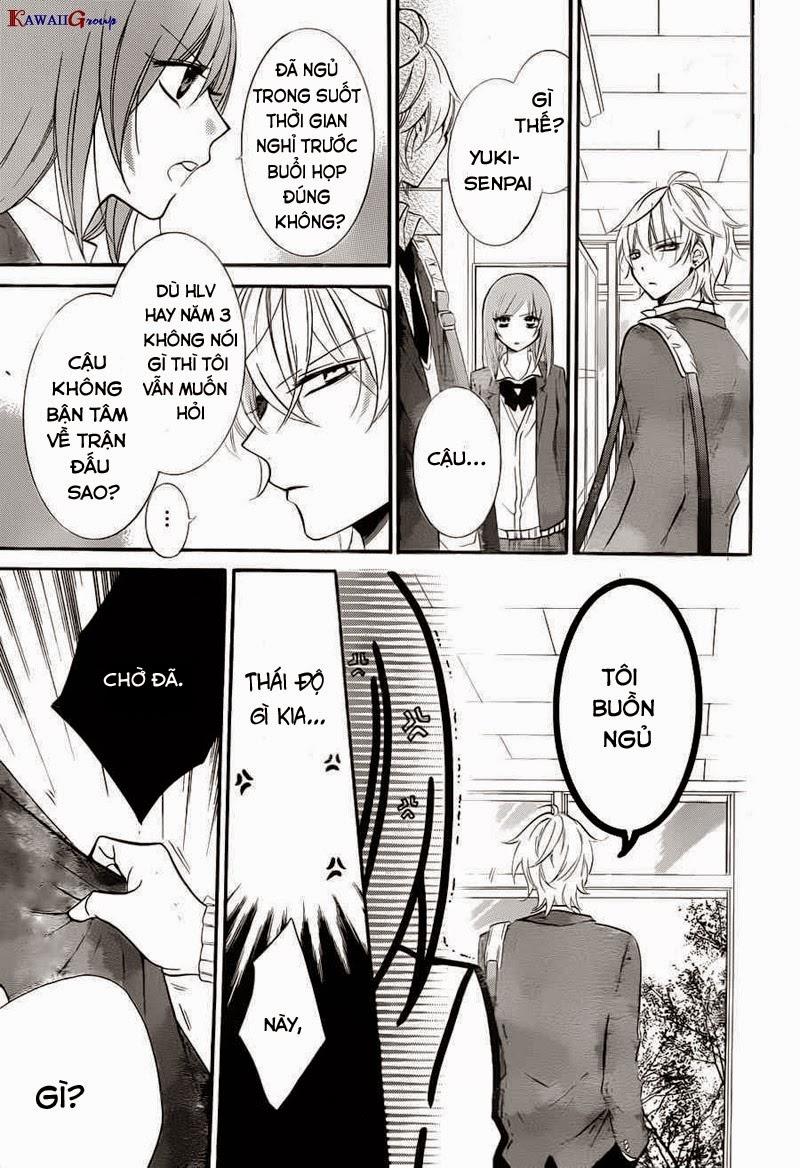 KAWAII Group
GÌ
THẾ?
YUKI-
SENPAI
CẬU...
ĐÃ NGỦ
TRONG SUỐT
THỜI GIAN
NGHỈ TRƯỚC
BUỔI HỌP
ĐÚNG
KHÔNG?
DÙ HLV
HAY NĂM 3
KHÔNG NÓI
GÌ THÌ TÔI
VẪN MUỐN
HỎI
CẬU
KHÔNG
BẬN TÂM
VỀ TRẬN
ĐẤU
SAO?
...
TÔI
BUỒN
NGỦ
THÁI ĐỘ
GÌ KIA...
NÀY,
CHỜ ĐÃ.
GÌ?